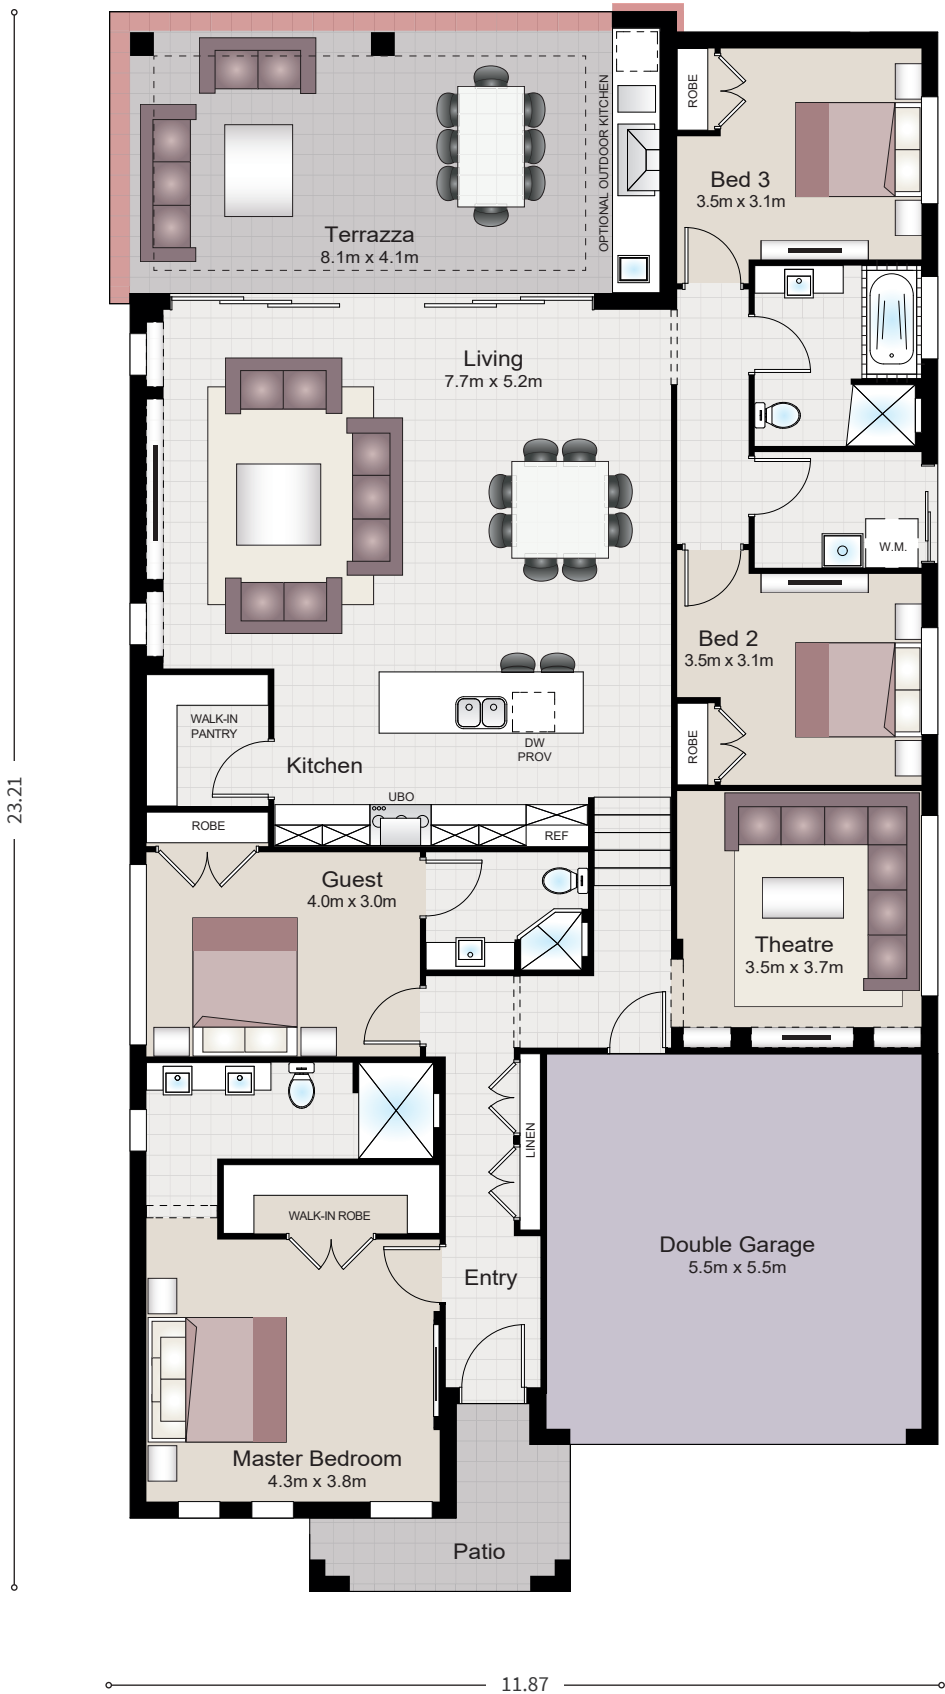 ROBE
Bed 3
3.5m x 3.1m
OPTIONAL OUTDOOR KITCHEN
Terrazza
8.1m x 4.1m
Living
7.7m x 5.2m
W.M.
Bed 2
3.5m x 3.1m
ROBE
WALK-IN
PANTRY
DW
PROV
Kitchen
23.21
UBO
ROBE
REF
Guest
4.0m x 3.0m
Theatre
3.5m x 3.7m
LINEN
WALK-IN ROBE
Double Garage
5.5m x 5.5m
Entry
Master Bedroom
4.3m x 3.8m
Patio
11.87